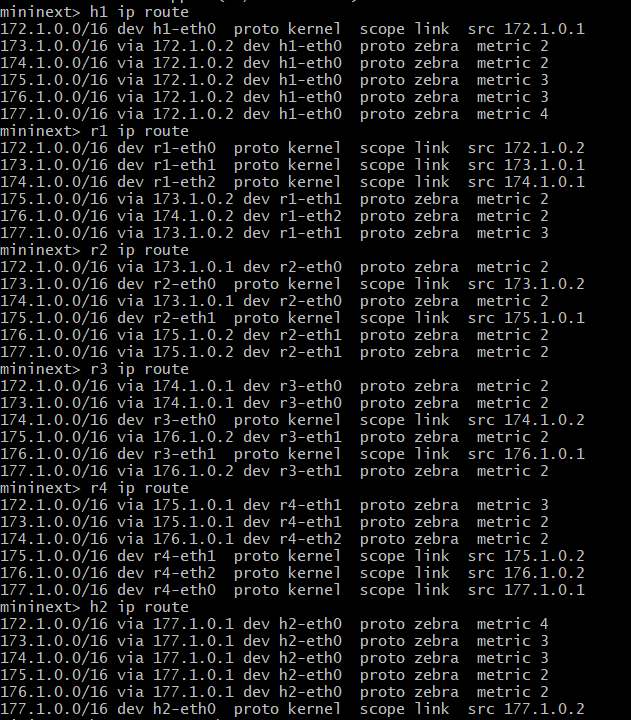 mininext> h1 ip route
172.1.0.0/16 dev h1-eth0  proto kernel  scope link  src 172.1.0.1
173.1.0.0/16 via 172.1.0.2 dev h1-eth0  proto zebra  metric 2
174.1.0.0/16 via 172.1.0.2 dev h1-eth0  proto zebra  metric 2
175.1.0.0/16 via 172.1.0.2 dev h1-eth0  proto zebra  metric 3
176.1.0.0/16 via 172.1.0.2 dev h1-eth0  proto zebra  metric 3
177.1.0.0/16 via 172.1.0.2 dev h1-eth0  proto zebra  metric 4
mininext> r1 ip route
172.1.0.0/16 dev r1-eth0  proto kernel  scope link  src 172.1.0.2
173.1.0.0/16 dev r1-eth1  proto kernel  scope link  src 173.1.0.1
174.1.0.0/16 dev r1-eth2  proto kernel  scope link  src 174.1.0.1
175.1.0.0/16 via 173.1.0.2 dev r1-eth1  proto zebra  metric 2
176.1.0.0/16 via 174.1.0.2 dev r1-eth2  proto zebra  metric 2
177.1.0.0/16 via 173.1.0.2 dev r1-eth1  proto zebra  metric 3
mininext> r2 ip route
172.1.0.0/16 via 173.1.0.1 dev r2-eth0  proto zebra  metric 2
173.1.0.0/16 dev r2-eth0  proto kernel  scope link  src 173.1.0.2
174.1.0.0/16 via 173.1.0.1 dev r2-eth0  proto zebra  metric 2
175.1.0.0/16 dev r2-eth1  proto kernel  scope link  src 175.1.0.1
176.1.0.0/16 via 175.1.0.2 dev r2-eth1  proto zebra  metric 2
177.1.0.0/16 via 175.1.0.2 dev r2-eth1  proto zebra  metric 2
mininext> r3 ip route
172.1.0.0/16 via 174.1.0.1 dev r3-eth0  proto zebra  metric 2
173.1.0.0/16 via 174.1.0.1 dev r3-eth0  proto zebra  metric 2
174.1.0.0/16 dev r3-eth0  proto kernel  scope link  src 174.1.0.2
175.1.0.0/16 via 176.1.0.2 dev r3-eth1  proto zebra  metric 2
176.1.0.0/16 dev r3-eth1  proto kernel  scope link  src 176.1.0.1
177.1.0.0/16 via 176.1.0.2 dev r3-eth1  proto zebra  metric 2
mininext> r4 ip route
172.1.0.0/16 via 175.1.0.1 dev r4-eth1  proto zebra  metric 3
173.1.0.0/16 via 175.1.0.1 dev r4-eth1  proto zebra  metric 2
174.1.0.0/16 via 176.1.0.1 dev r4-eth2  proto zebra  metric 2
175.1.0.0/16 dev r4-eth1  proto kernel  scope link  src 175.1.0.2
176.1.0.0/16 dev r4-eth2  proto kernel  scope link  src 176.1.0.2
177.1.0.0/16 dev r4-eth0  proto kernel  scope link  src 177.1.0.1
mininext> h2 ip route
172.1.0.0/16 via 177.1.0.1 dev h2-eth0  proto zebra  metric 4
173.1.0.0/16 via 177.1.0.1 dev h2-eth0  proto zebra  metric 3
174.1.0.0/16 via 177.1.0.1 dev h2-eth0  proto zebra  metric 3
175.1.0.0/16 via 177.1.0.1 dev h2-eth0  proto zebra  metric 2
176.1.0.0/16 via 177.1.0.1 dev h2-eth0  proto zebra  metric 2
177.1.0.0/16 dev h2-eth0  proto kernel  scope link  src 177.1.0.2